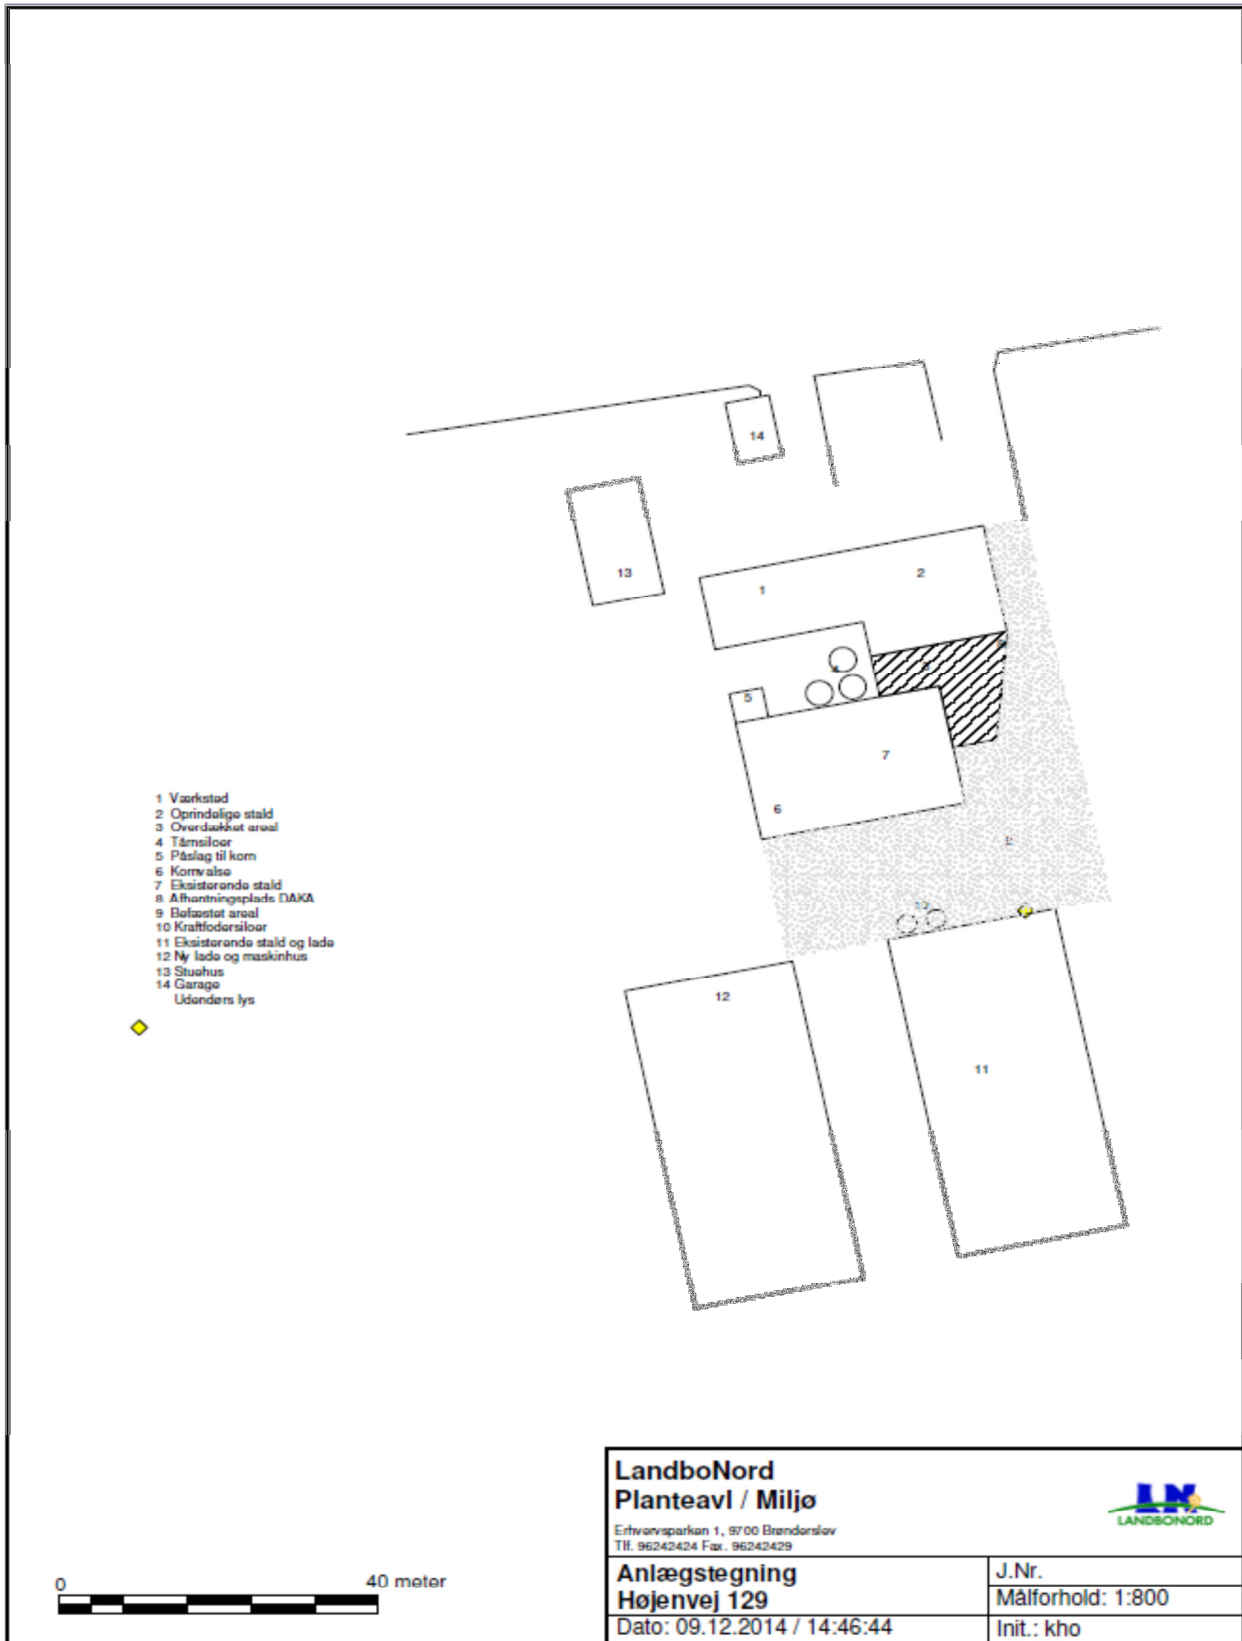 14
13
1
2
3
4
5
7
6
12
11
1 Værksted
2 Oprindelige stald
3 Overdækket areal
4 Tårnsiloer
5 Påslag til korn
6 Kornvalse
7 Eksisterende stald
8 Afhentningsplads DAKA
9 Befæstet areal
10 Kraftfodersiloer
11 Eksisterende stald og lade
12 Ny lade og maskinhus
13 Stuehus
14 Garage
Udendørs lys
0 40 meter
LandboNord
Planteavl / Miljø
Erhvervsparken 1, 9700 Brønderslev
Tlf. 96242424 Fax. 96242429
LN
LANDBONORD
Anlægstegning
Højenvej 129
J.Nr.
Målforhold: 1:800
Dato: 09.12.2014 / 14:46:44
Init.: kho